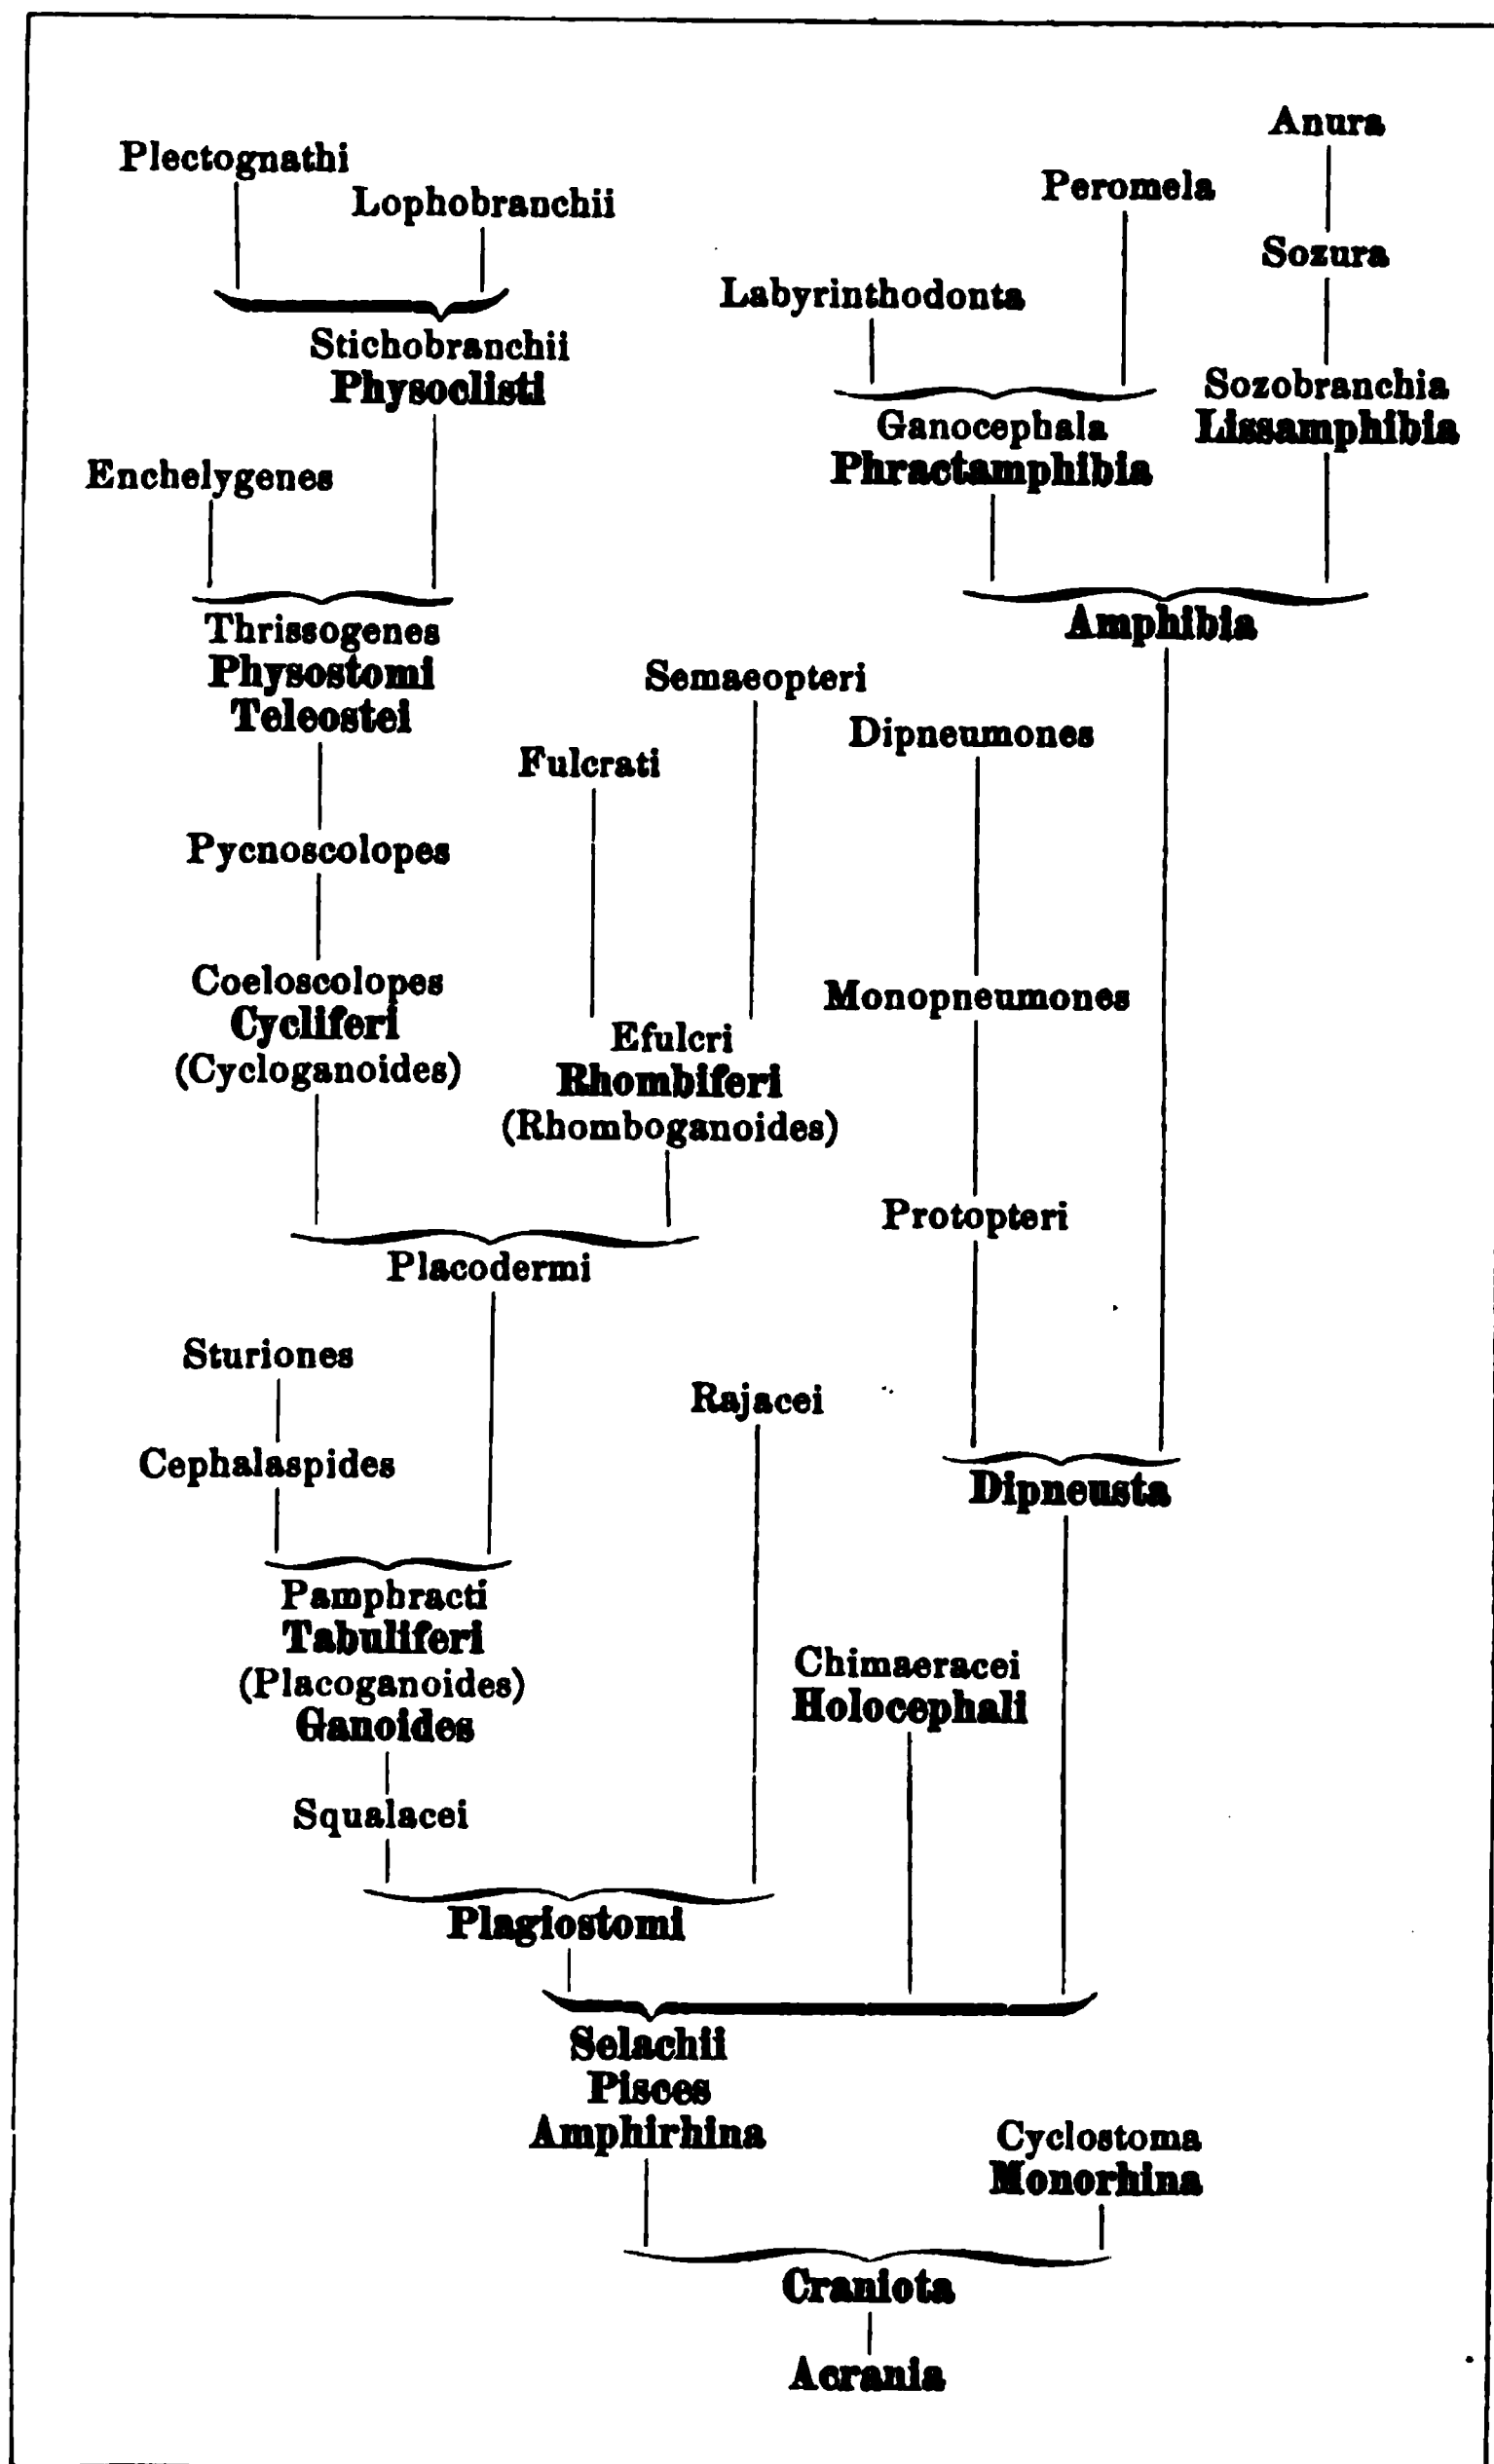 Anura
Plectognathi
Peromela
Lophobranchii
Sozura
Labyrinthodonta
Stichobranchii
Physoclisti
Sozobranchia
Lissamphibia
Ganocephala
Phractamphibia
Enchelygenes
Thrissogenes
Physostomi
Teleostei
Amphibia
Semaeopteri
Dipneumones
Fulcrati
Pycnoscolopes
Coeloscolopes
Cycliferi
(Cycloganoides)
Monopneumones
Efulcri
Rhombiferi
(Rhomboganoides)
Protopteri
Placodermi
Sturiones
Rajacei
Cephalaspides
Dipneusta
Pamphracti
Tabuliferi
(Placoganoides)
Ganoides
Chimaeracei
Holocephali
Squalacei
Plagiostomi
Selachii
Pisces
Amphirhina
Cyclostoma
Monorhina
Craniota
Acrania